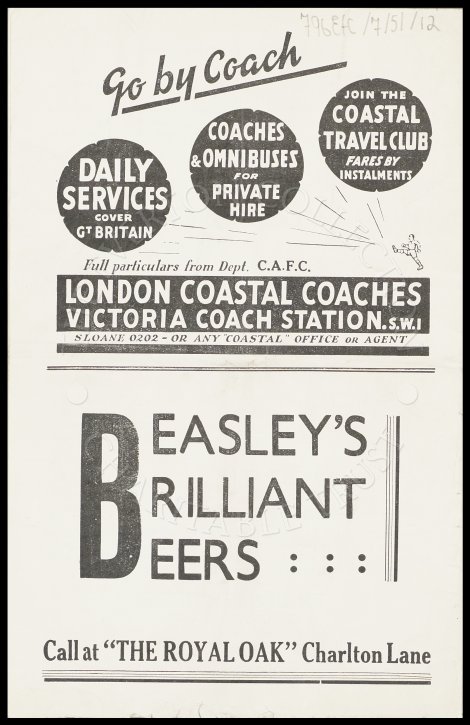 796EFC/7/51/12
Go by Coach
JOIN THE
COASTAL
TRAVEL CLUB
FARES BY
INSTALMENTS
COACHES
& OMNIBUSES
FOR
PRIVATE
HIRE
DAILY
SERVICES
COVER
GT BRITAIN
Full particulars from Dept. C.A.F.C.
LONDON COASTAL COACHES
VICTORIA COACH STATION.S.W.1
SLOANE 0202 - OR ANY "COASTAL" OFFICE OR AGENT
BEASLEY'S
BRILLIANT
BEERS : : :
Call at "THE ROYAL OAK" Charlton Lane